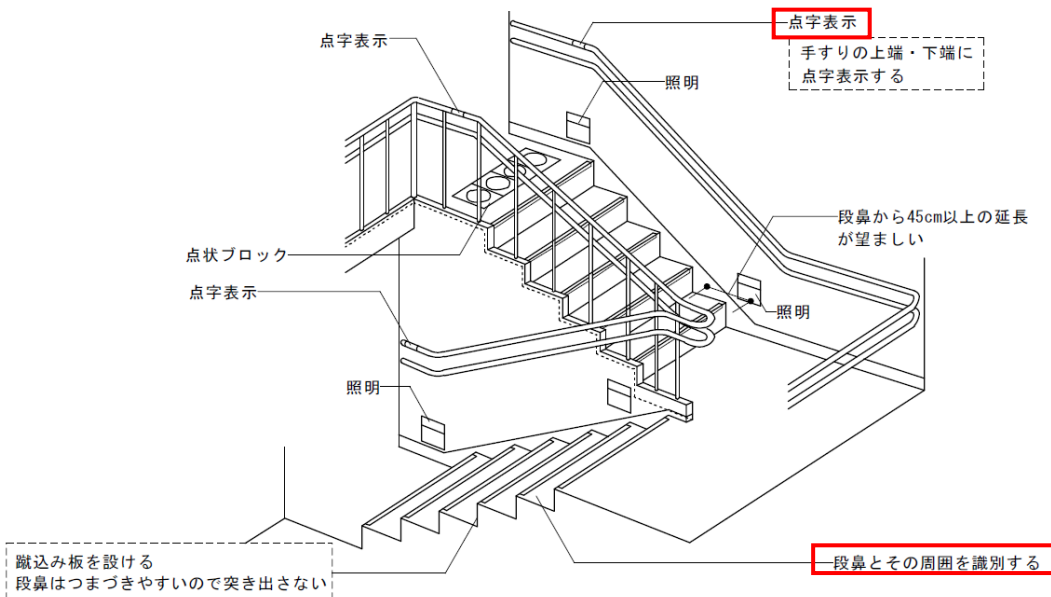 点字表示
手すりの上端・下端に
点字表示する
点字表示
照明
段鼻から45cm以上の延長
が望ましい
点状ブロック
点字表示
照明
照明
蹴込み板を設ける
段鼻はつまづきやすいので突き出さない
段鼻とその周囲を識別する